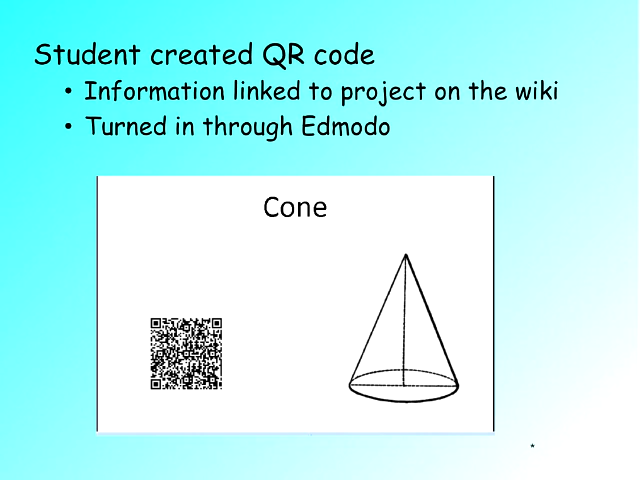 Student created QR code
• Information linked to project on the wiki
• Turned in through Edmodo
Cone
*